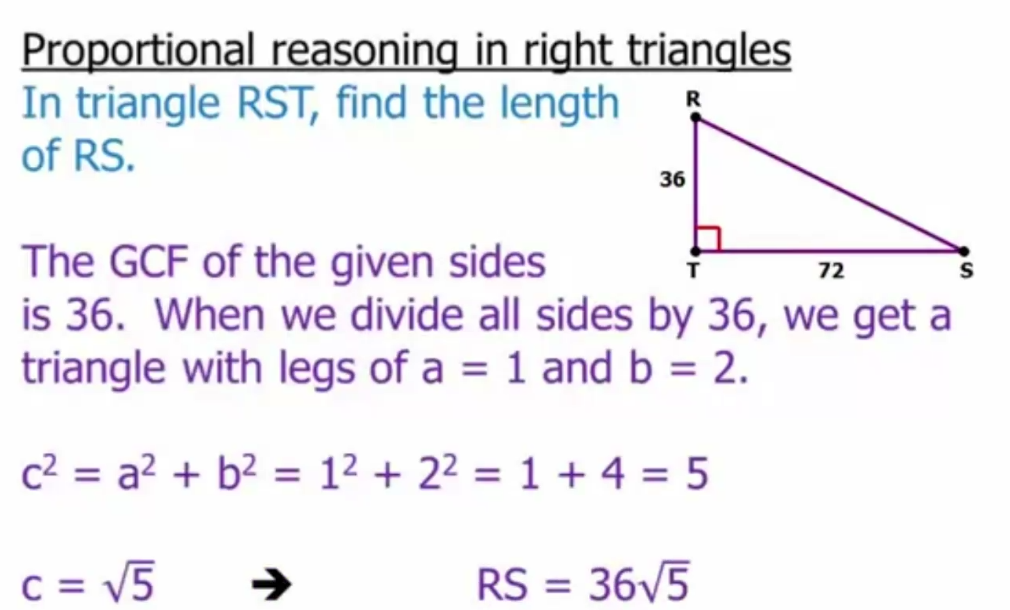 Proportional reasoning in right triangles
In triangle RST, find the length
of RS.
R
36
T
72
S
The GCF of the given sides
is 36. When we divide all sides by 36, we get a
triangle with legs of a = 1 and b = 2.
c² = a² + b² = 1² + 2² = 1 + 4 = 5
c = √5 ➔ RS = 36√5